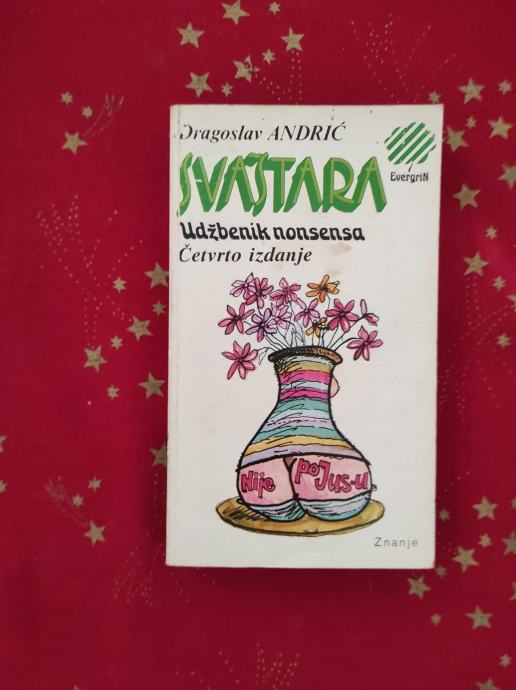 Dragoslav ANDRIĆ
SVAŠTARA
EvergriN
Udžbenik nonsensa
Četvrto izdanje
Nije po Jus-u
Znanje